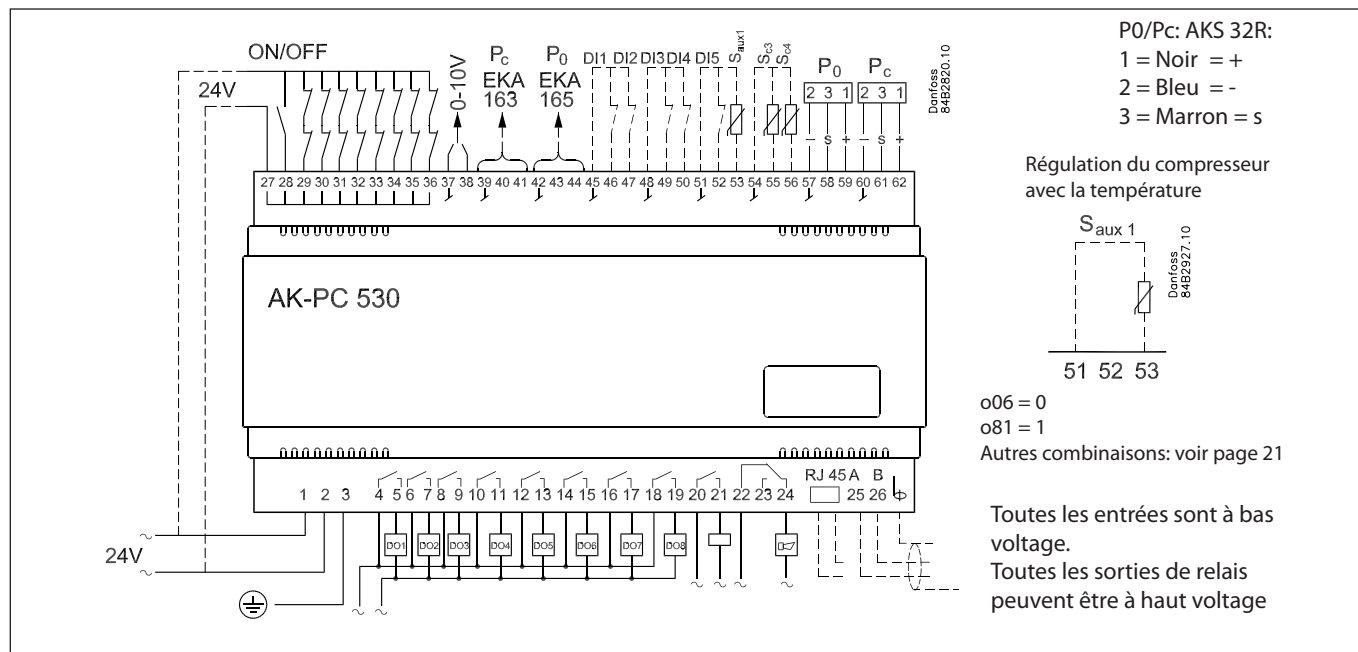 ON/OFF
24V
0-10V
Pc
EKA
163
P0
EKA
165
DI1 DI2 DI3 DI4 DI5 Saux1 Sc3 Sc4
P0 Pc
2 3 1 2 3 1
– s + – s +
Danfoss
84B2820.10
27 28 29 30 31 32 33 34 35 36 37 38 39 40 41 42 43 44 45 46 47 48 49 50 51 52 53 54 55 56 57 58 59 60 61 62
AK-PC 530
RJ 45 A B
1 2 3 4 5 6 7 8 9 10 11 12 13 14 15 16 17 18 19 20 21 22 23 24 25 26
DO1 DO2 DO3 DO4 DO5 DO6 DO7 DO8
24V
P0/Pc: AKS 32R:
1 = Noir = +
2 = Bleu = -
3 = Marron = s
Régulation du compresseur
avec la température
Saux 1
Danfoss
84B2927.10
51 52 53
o06 = 0
o81 = 1
Autres combinaisons: voir page 21
Toutes les entrées sont à bas
voltage.
Toutes les sorties de relais
peuvent être à haut voltage